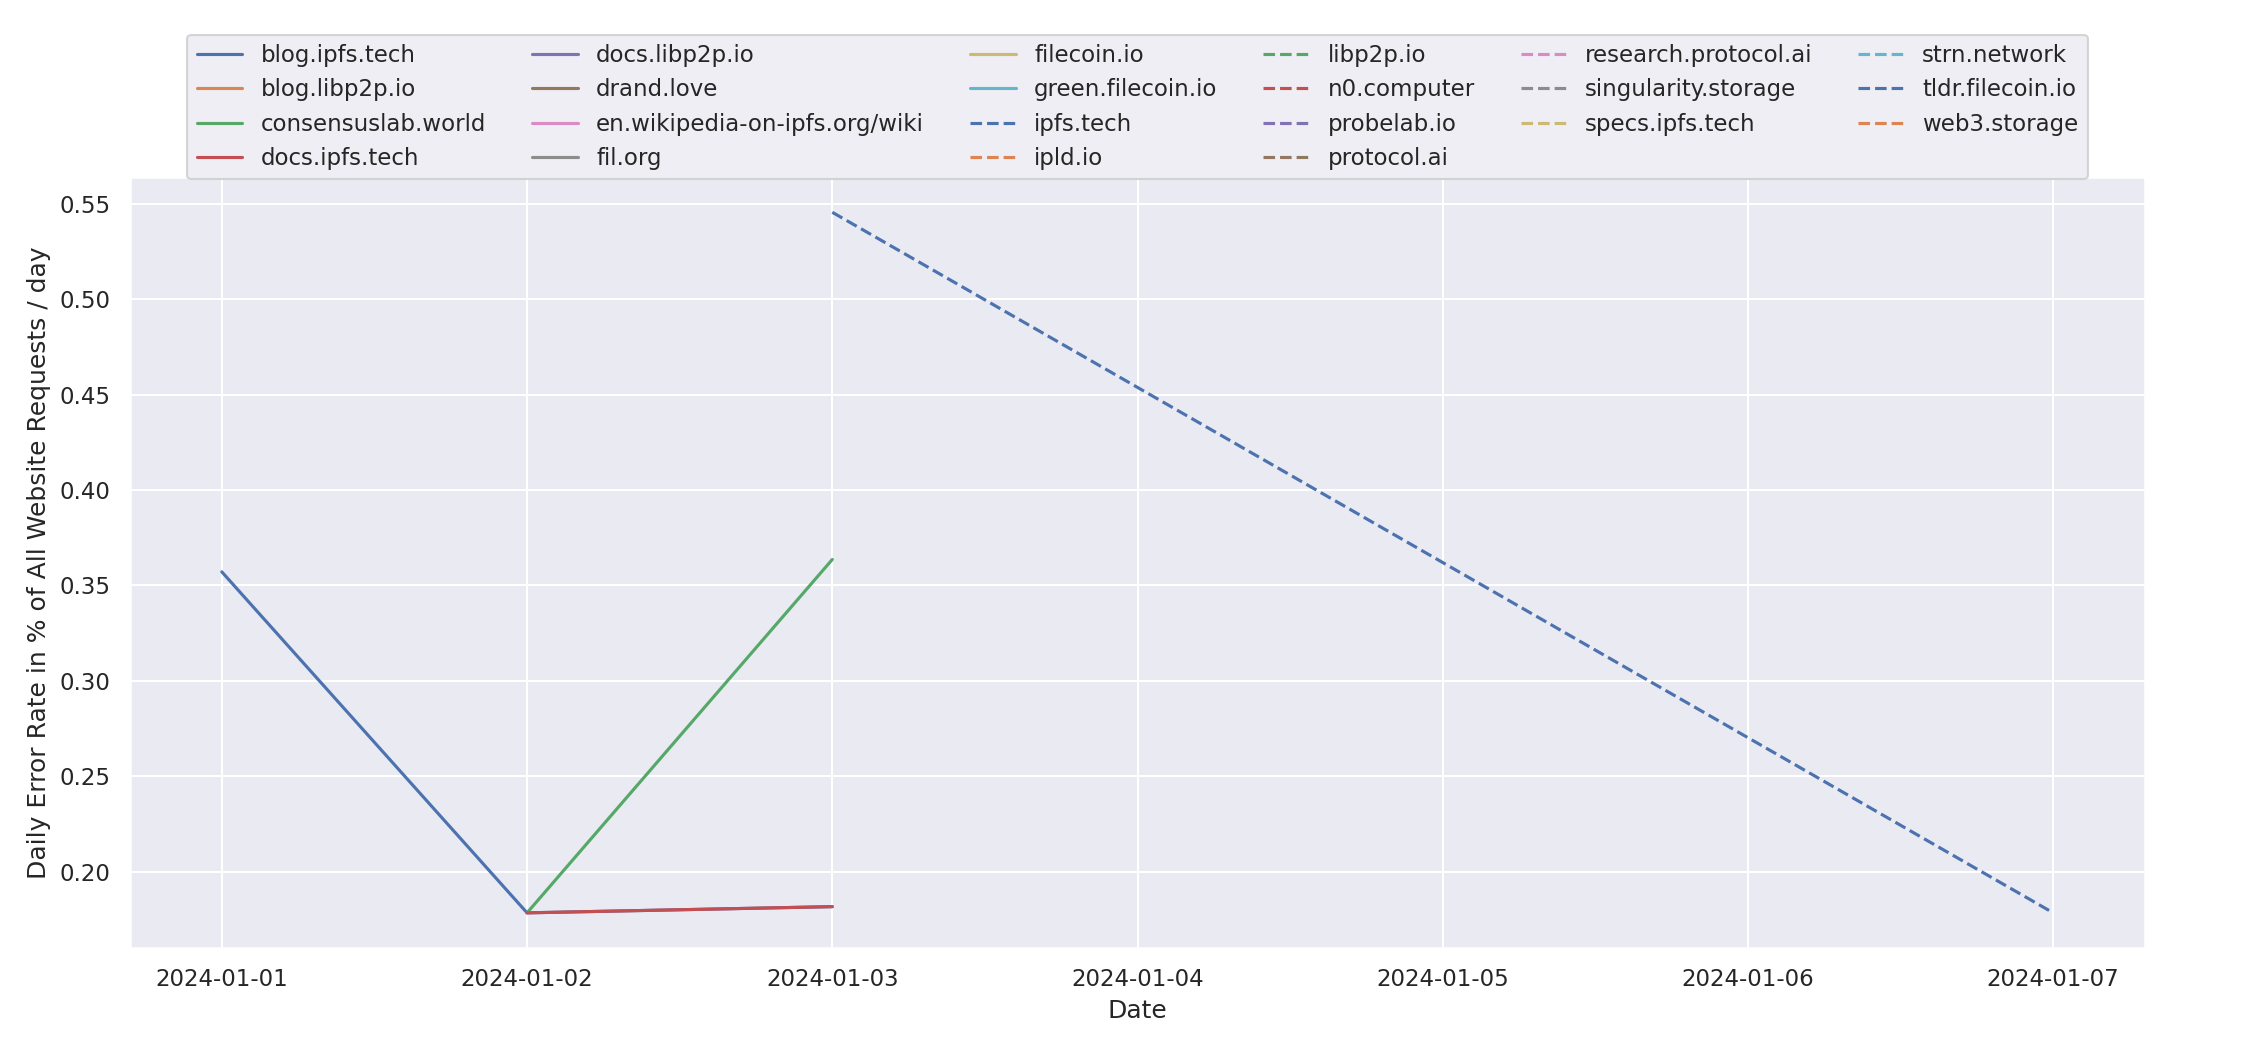 blog.ipfs.tech
blog.libp2p.io
consensuslab.world
docs.ipfs.tech
docs.libp2p.io
drand.love
en.wikipedia-on-ipfs.org/wiki
fil.org
filecoin.io
green.filecoin.io
ipfs.tech
ipld.io
libp2p.io
n0.computer
probelab.io
protocol.ai
research.protocol.ai
singularity.storage
specs.ipfs.tech
strn.network
tldr.filecoin.io
web3.storage
Daily Error Rate in % of All Website Requests / day
0.55
0.50
0.45
0.40
0.35
0.30
0.25
0.20
2024-01-01
2024-01-02
2024-01-03
2024-01-04
2024-01-05
2024-01-06
2024-01-07
Date